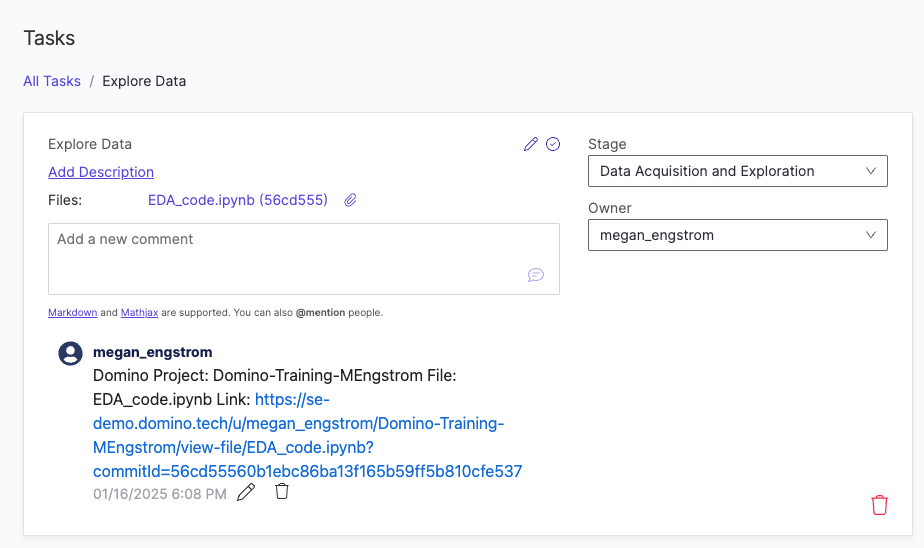 Tasks
All Tasks / Explore Data
Explore Data
Add Description
Files: EDA_code.ipynb (56cd555)
Add a new comment
Markdown and Mathjax are supported. You can also @mention people.
megan_engstrom
Domino Project: Domino-Training-MEngstrom File:
EDA_code.ipynb Link: https://se-
demo.domino.tech/u/megan_engstrom/Domino-Training-
MEngstrom/view-file/EDA_code.ipynb?
commitId=56cd55560b1ebc86ba13f165b59ff5b810cfe537
01/16/2025 6:08 PM
Stage
Data Acquisition and Exploration
Owner
megan_engstrom